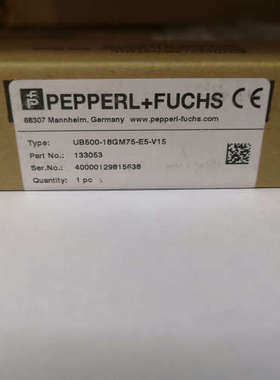 PEPPERL+FUCHS CE
68307 Mannheim, Germany www.pepperl-fuchs.com
Type: UB500-18GM75-E5-V15
Part No.: 133053
Ser.No.: 40000129815638
Quantity: 1 pc